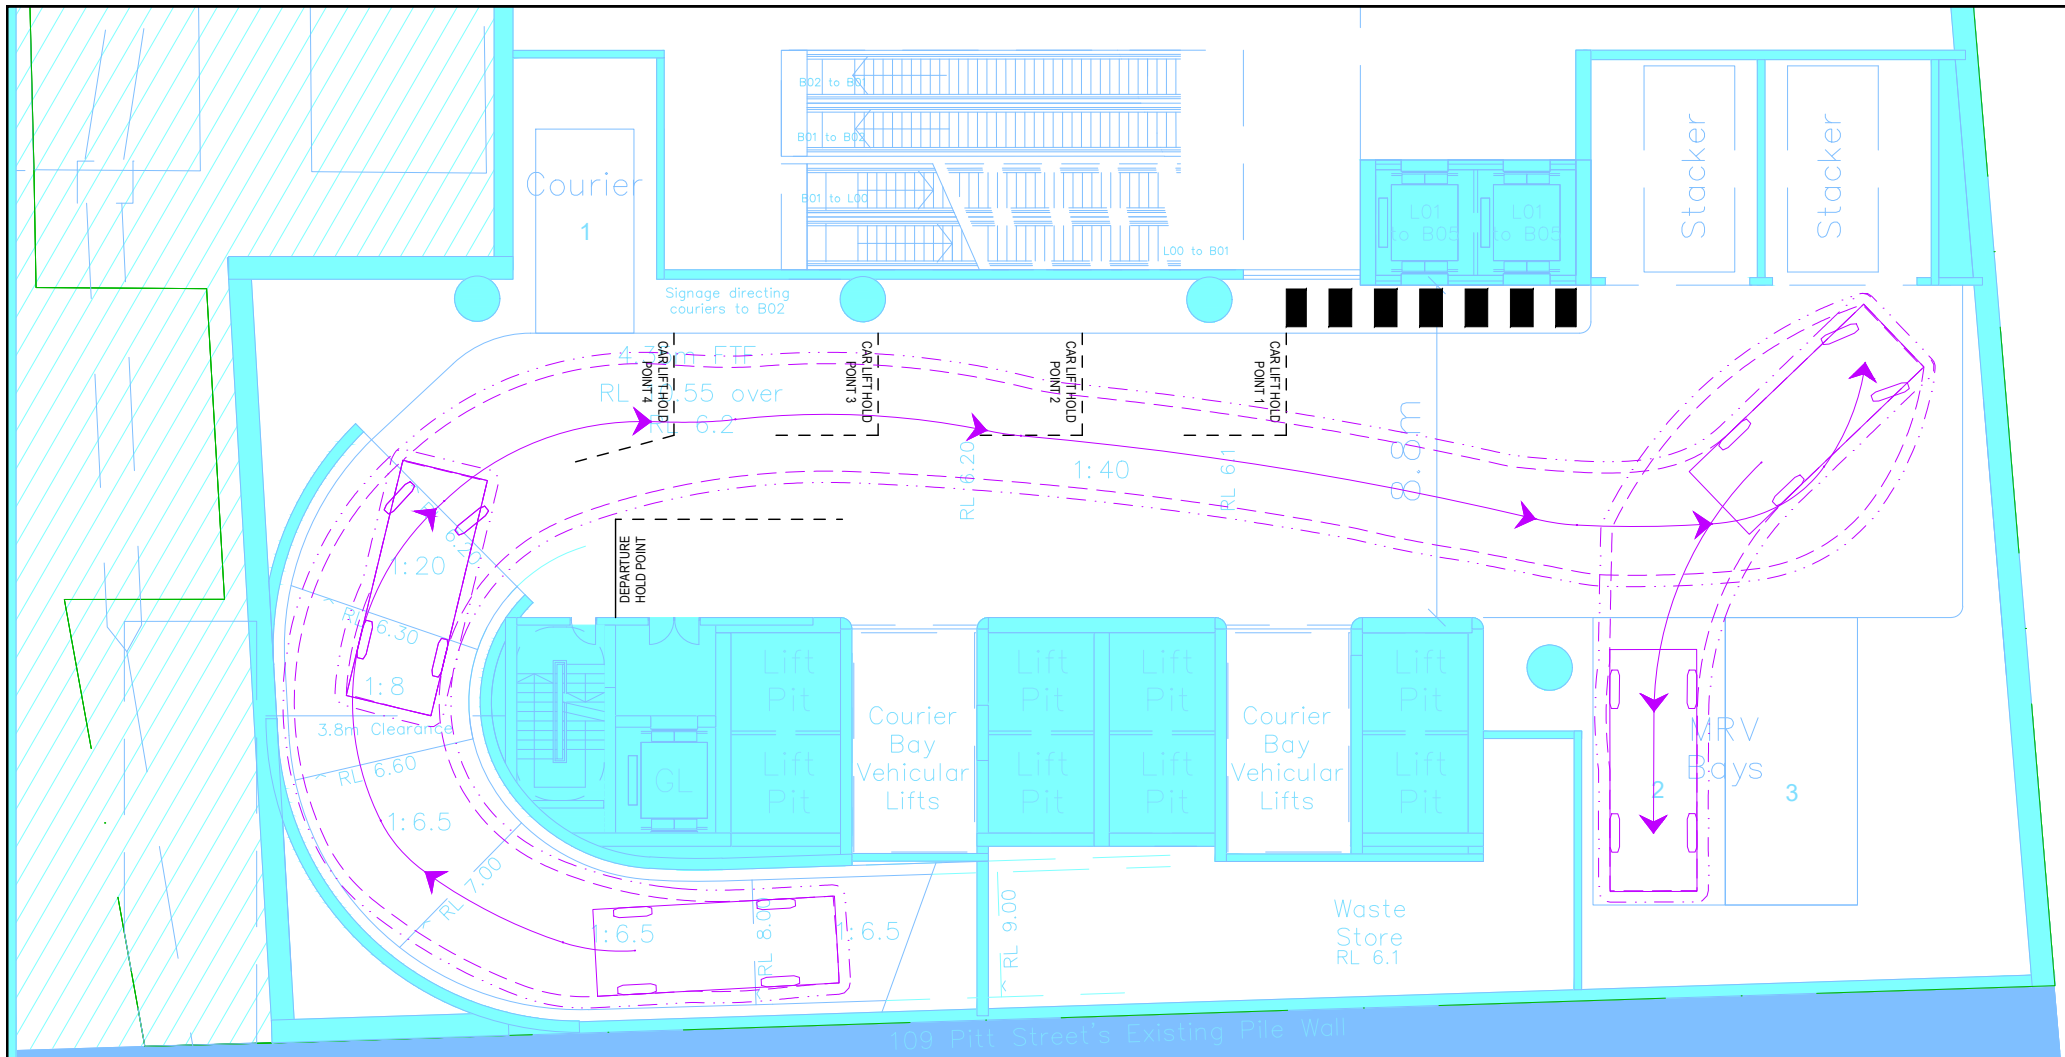 B02 to B01
B01 to B02
B01 to L00
L00 to B01
Courier
1
Stacker
Stacker
L01
to B05
L01
to B05
Signage directing
couriers to B02
CAR LIFT HOLD
POINT 4
CAR LIFT HOLD
POINT 3
CAR LIFT HOLD
POINT 2
CAR LIFT HOLD
POINT 1
FTF
over
RL 6.2
8.8m
RL 6.20
1:40
RL 61
DEPARTURE
HOLD POINT
6.20
1:20
RL 6.30
1:8
3.8m Clearance
RL 6.60
1:6.5
RL 7.00
GL
Lift
Pit
Lift
Pit
Courier
Bay
Vehicular
Lifts
Lift
Pit
Lift
Pit
Lift
Pit
Lift
Pit
Courier
Bay
Vehicular
Lifts
Lift
Pit
Lift
Pit
MRV
Bays
2
3
1:6.5
RL 8.00
1:6.5
RL 9.00
Waste
Store
RL 6.1
109 Pitt Street's Existing Pile Wall